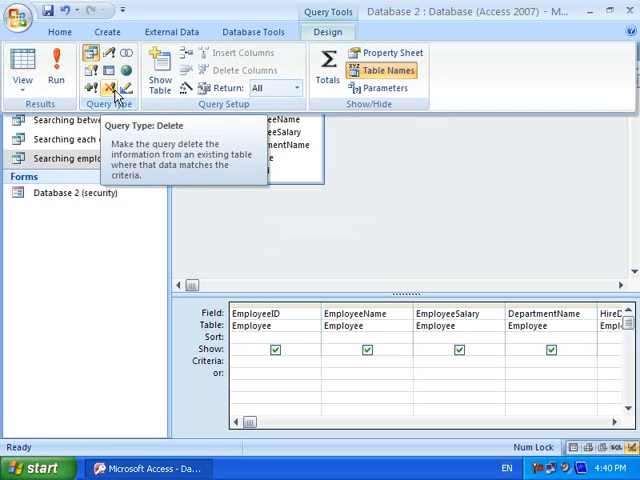 Query Tools
Database 2 : Database (Access 2007) - M...
Home
Create
External Data
Database Tools
Design
View
Run
Results
Query Type
Show Table
Insert Columns
Delete Columns
Return: All
Query Setup
Totals
Property Sheet
Table Names
Parameters
Show/Hide
Searching betw
Searching each
Searching emplo
Query Type: Delete
Make the query delete the
information from an existing table
where that data matches the
criteria.
eeName
eeSalary
mentName
e
Forms
Database 2 (security)
Field: EmployeeID EmployeeName EmployeeSalary DepartmentName HireD
Table: Employee Employee Employee Employee Emplo
Sort:
Show:
Criteria:
or:
Ready
Num Lock
SQL
start
Microsoft Access - Da...
EN
4:40 PM